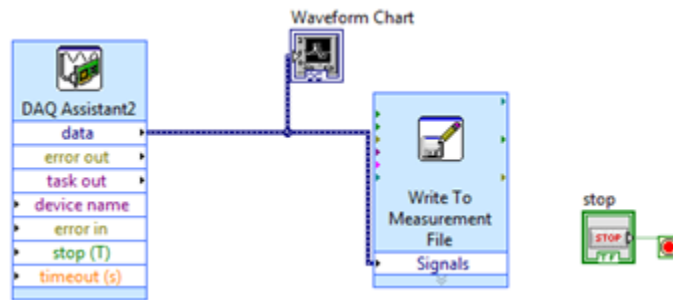 Waveform Chart
DAQ Assistant2
data
error out
task out
device name
error in
stop (T)
timeout (s)
Write To
Measurement
File
Signals
stop
STOP
TF